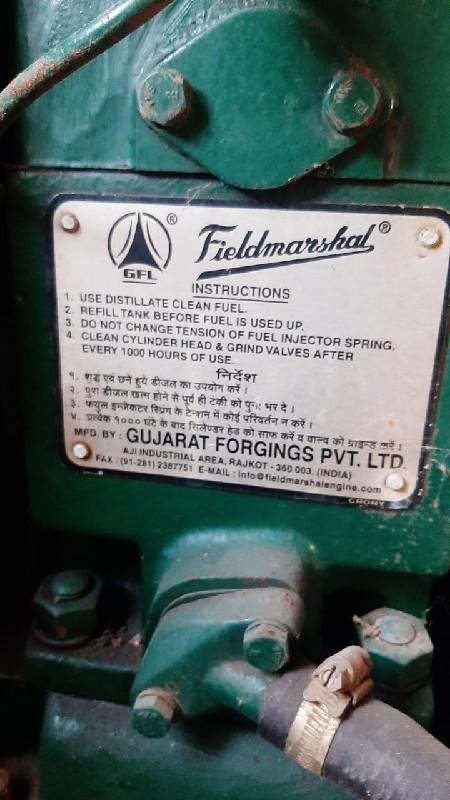 GFL ®
Fieldmarshal ®
INSTRUCTIONS
1. USE DISTILLATE CLEAN FUEL.
2. REFILL TANK BEFORE FUEL IS USED UP.
3. DO NOT CHANGE TENSION OF FUEL INJECTOR SPRING.
4. CLEAN CYLINDER HEAD & GRIND VALVES AFTER
EVERY 1000 HOURS OF USE.
निर्देश
१. शुद्ध एवं छने हुये डीजल का उपयोग करें ।
२. पुरा डीजल खत्म होने से पूर्व ही टंकी को पुनः भर दे ।
३. फ्युल इन्जेक्टर स्प्रिंग के टेन्शन में कोई परिवर्तन न करें ।
४. प्रत्येक १००० घंटे के बाद सिलेण्डर हेड को साफ करें व वाल्व को ग्राइन्ड करें ।
MFD. BY : GUJARAT FORGINGS PVT. LTD.
AJI INDUSTRIAL AREA, RAJKOT - 360 003. (INDIA)
FAX : (91-281) 2387751 E-MAIL : info@fieldmarshalengine.com
CRONY